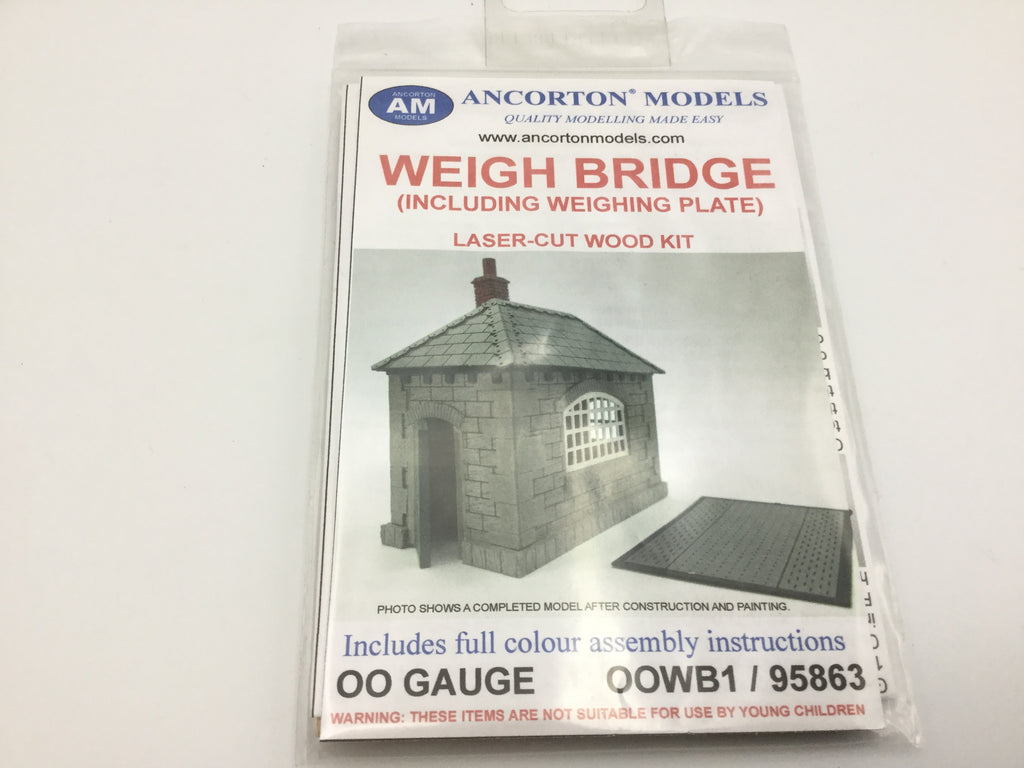 ANCORTON
AM
MODELS
ANCORTON® MODELS
QUALITY MODELLING MADE EASY
www.ancortonmodels.com
WEIGH BRIDGE
(INCLUDING WEIGHING PLATE)
LASER-CUT WOOD KIT
PHOTO SHOWS A COMPLETED MODEL AFTER CONSTRUCTION AND PAINTING.
Includes full colour assembly instructions
OO GAUGE OOWB1 / 95863
WARNING: THESE ITEMS ARE NOT SUITABLE FOR USE BY YOUNG CHILDREN